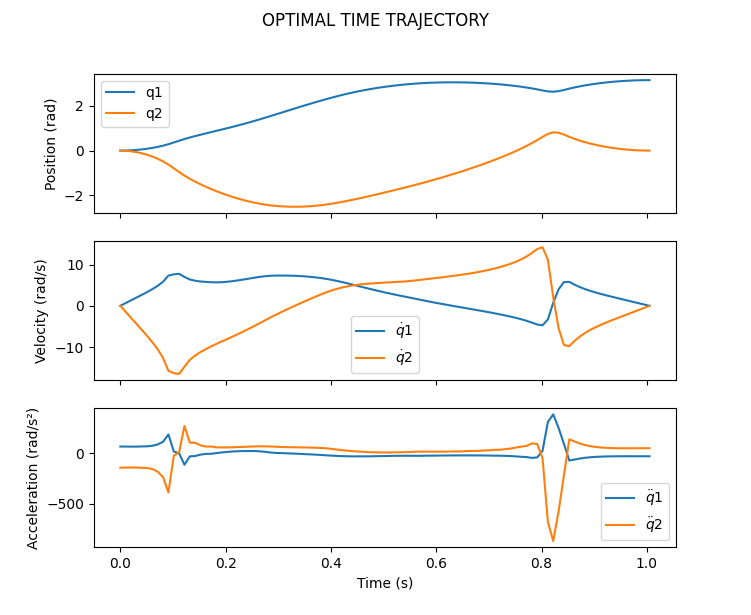 OPTIMAL TIME TRAJECTORY
Position (rad)
2
0
−2
q1
q2
Velocity (rad/s)
10
0
−10
q̇1
q̇2
Acceleration (rad/s²)
0
−500
q̈1
q̈2
0.0 0.2 0.4 0.6 0.8 1.0
Time (s)